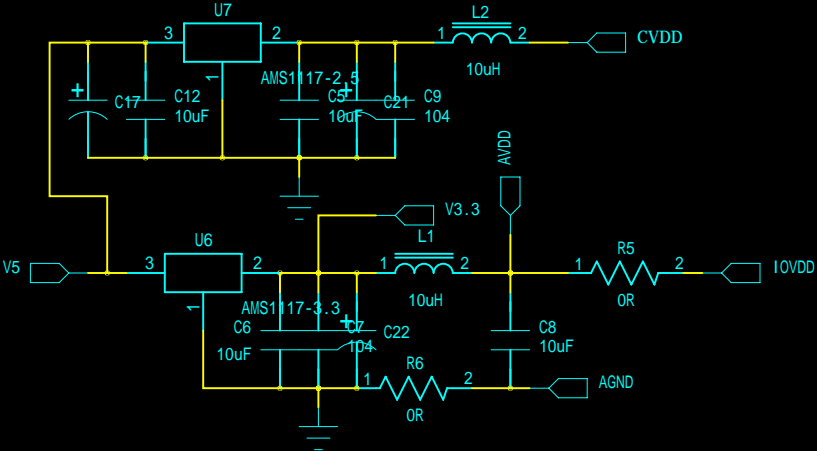 U7
L2
3
2
1
2
CVDD
1
AMS1117-2.5
10uH
C17
C12
10uF
C5
10uF
C21
C9
104
AVDD
V3.3
U6
L1
V5
3
2
1
2
R5
1
2
IOVDD
10uH
0R
1
AMS1117-3.3
C6
10uF
C7
104
C22
C8
10uF
R6
1
2
AGND
0R